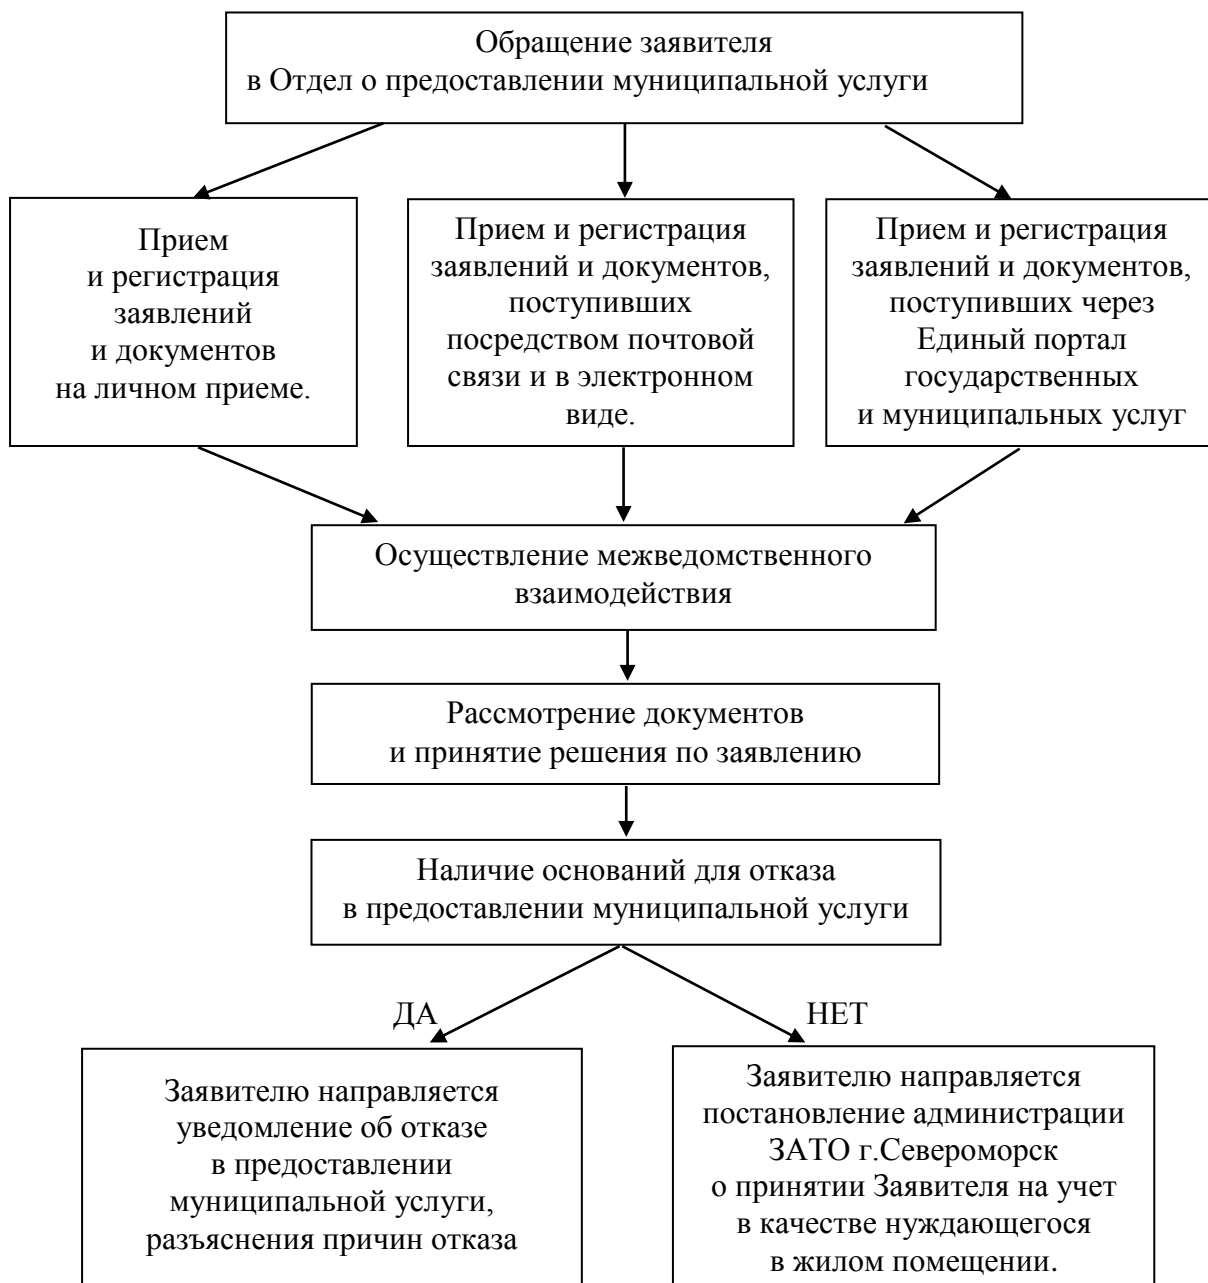 Обращение заявителя
в Отдел о предоставлении муниципальной услуги
Прием
и регистрация
заявлений
и документов
на личном приеме.
Прием и регистрация
заявлений и документов,
поступивших
посредством почтовой
связи и в электронном
виде.
Прием и регистрация
заявлений и документов,
поступивших через
Единый портал
государственных
и муниципальных услуг
Осуществление межведомственного
взаимодействия
Рассмотрение документов
и принятие решения по заявлению
Наличие оснований для отказа
в предоставлении муниципальной услуги
ДА
НЕТ
Заявителю направляется
уведомление об отказе
в предоставлении
муниципальной услуги,
разъяснения причин отказа
Заявителю направляется
постановление администрации
ЗАТО г.Североморск
о принятии Заявителя на учет
в качестве нуждающегося
в жилом помещении.